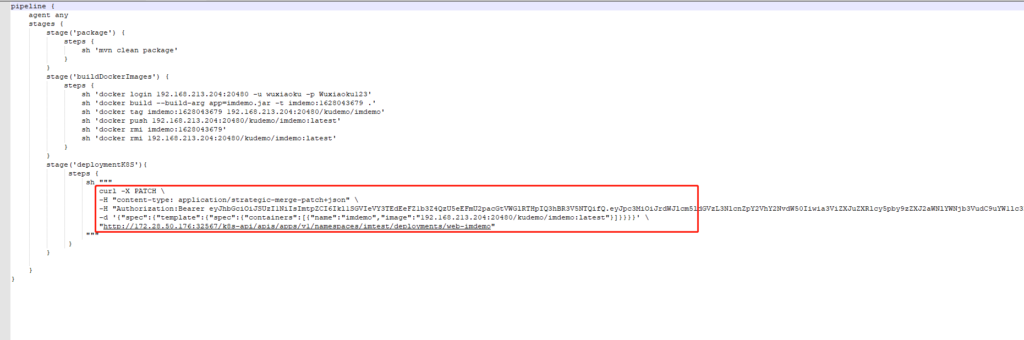 pipeline {
agent any
stages {
stage('package') {
steps {
sh 'mvn clean package'
}
}
stage('buildDockerImages') {
steps {
sh 'docker login 192.168.213.204:20480 -u wuxiaoku -p Wuxiaoku123'
sh 'docker build --build-arg app=imdemo.jar -t imdemo:1628043679 .'
sh 'docker tag imdemo:1628043679 192.168.213.204:20480/kudemo/imdemo'
sh 'docker push 192.168.213.204:20480/kudemo/imdemo:latest'
sh 'docker rmi imdemo:1628043679'
sh 'docker rmi 192.168.213.204:20480/kudemo/imdemo:latest'
}
}
stage('deploymentK8S'){
steps {
sh """
curl -X PATCH \
-H "content-type: application/strategic-merge-patch+json" \
-H "Authorization:Bearer
-d '{"spec":{"template":{"spec":{"containers":[{"name":"imdemo","image":"192.168.213.204:20480/kudemo/imdemo:latest"}]}}}}' \
"http://172.28.50.176:32567/k8s-api/apis/apps/v1/namespaces/imtest/deployments/web-imdemo"
"""
}
}
}
}